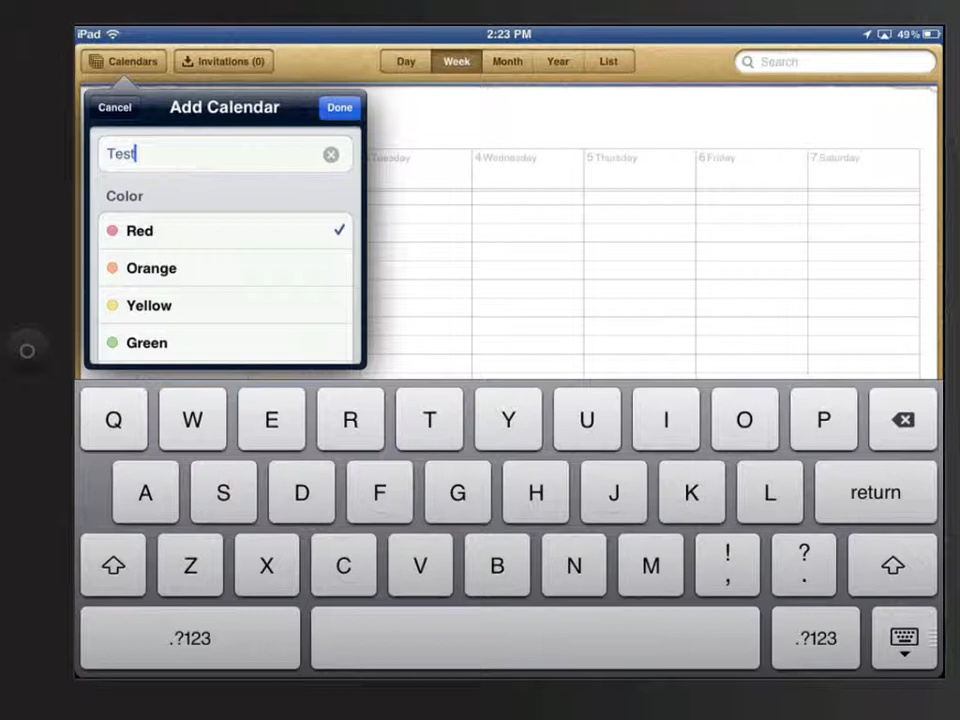 iPad 2:23 PM 49%
Calendars Invitations (0) Day Week Month Year List Search
Cancel Add Calendar Done
Test
Tuesday 4 Wednesday 5 Thursday 6 Friday 7 Saturday
Color
Red
Orange
Yellow
Green
Q W E R T Y U I O P
A S D F G H J K L return
Z X C V B N M ! , ? .
.?123 .?123